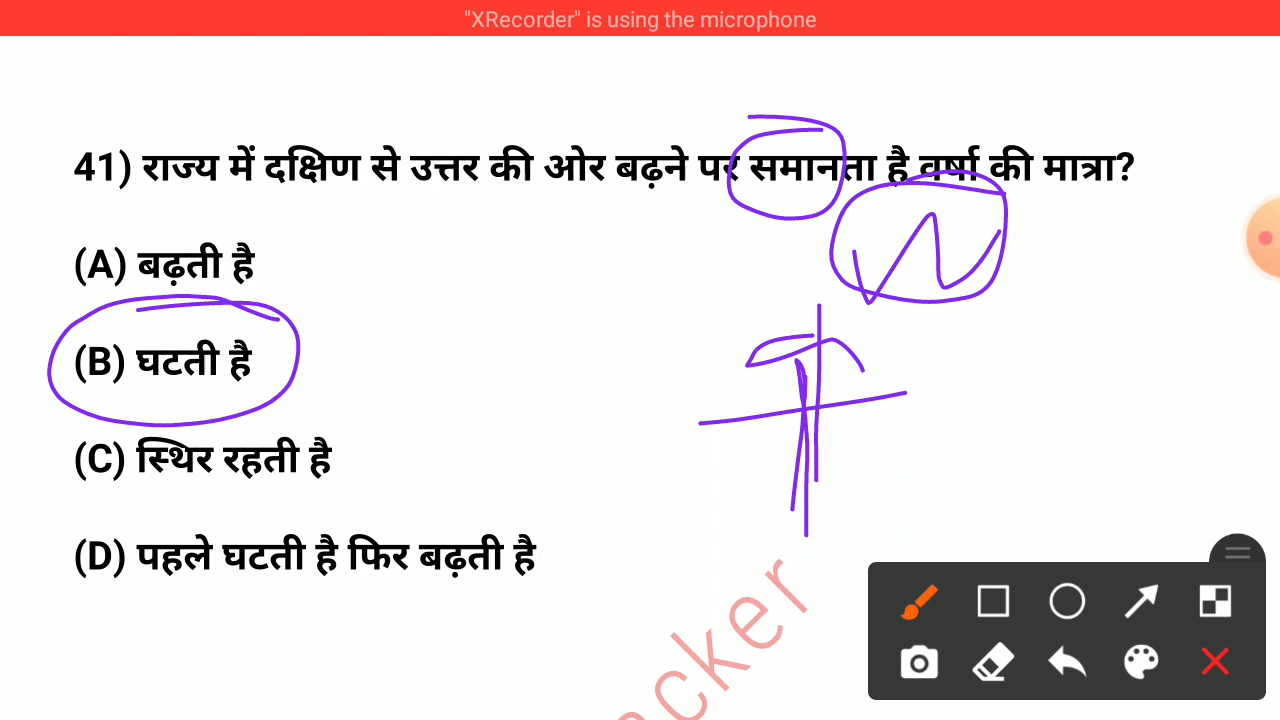 "XRecorder" is using the microphone
41) राज्य में दक्षिण से उत्तर की ओर बढ़ने पर समानता है वर्षा की मात्रा?
(A) बढ़ती है
(B) घटती है
(C) स्थिर रहती है
(D) पहले घटती है फिर बढ़ती है
acker